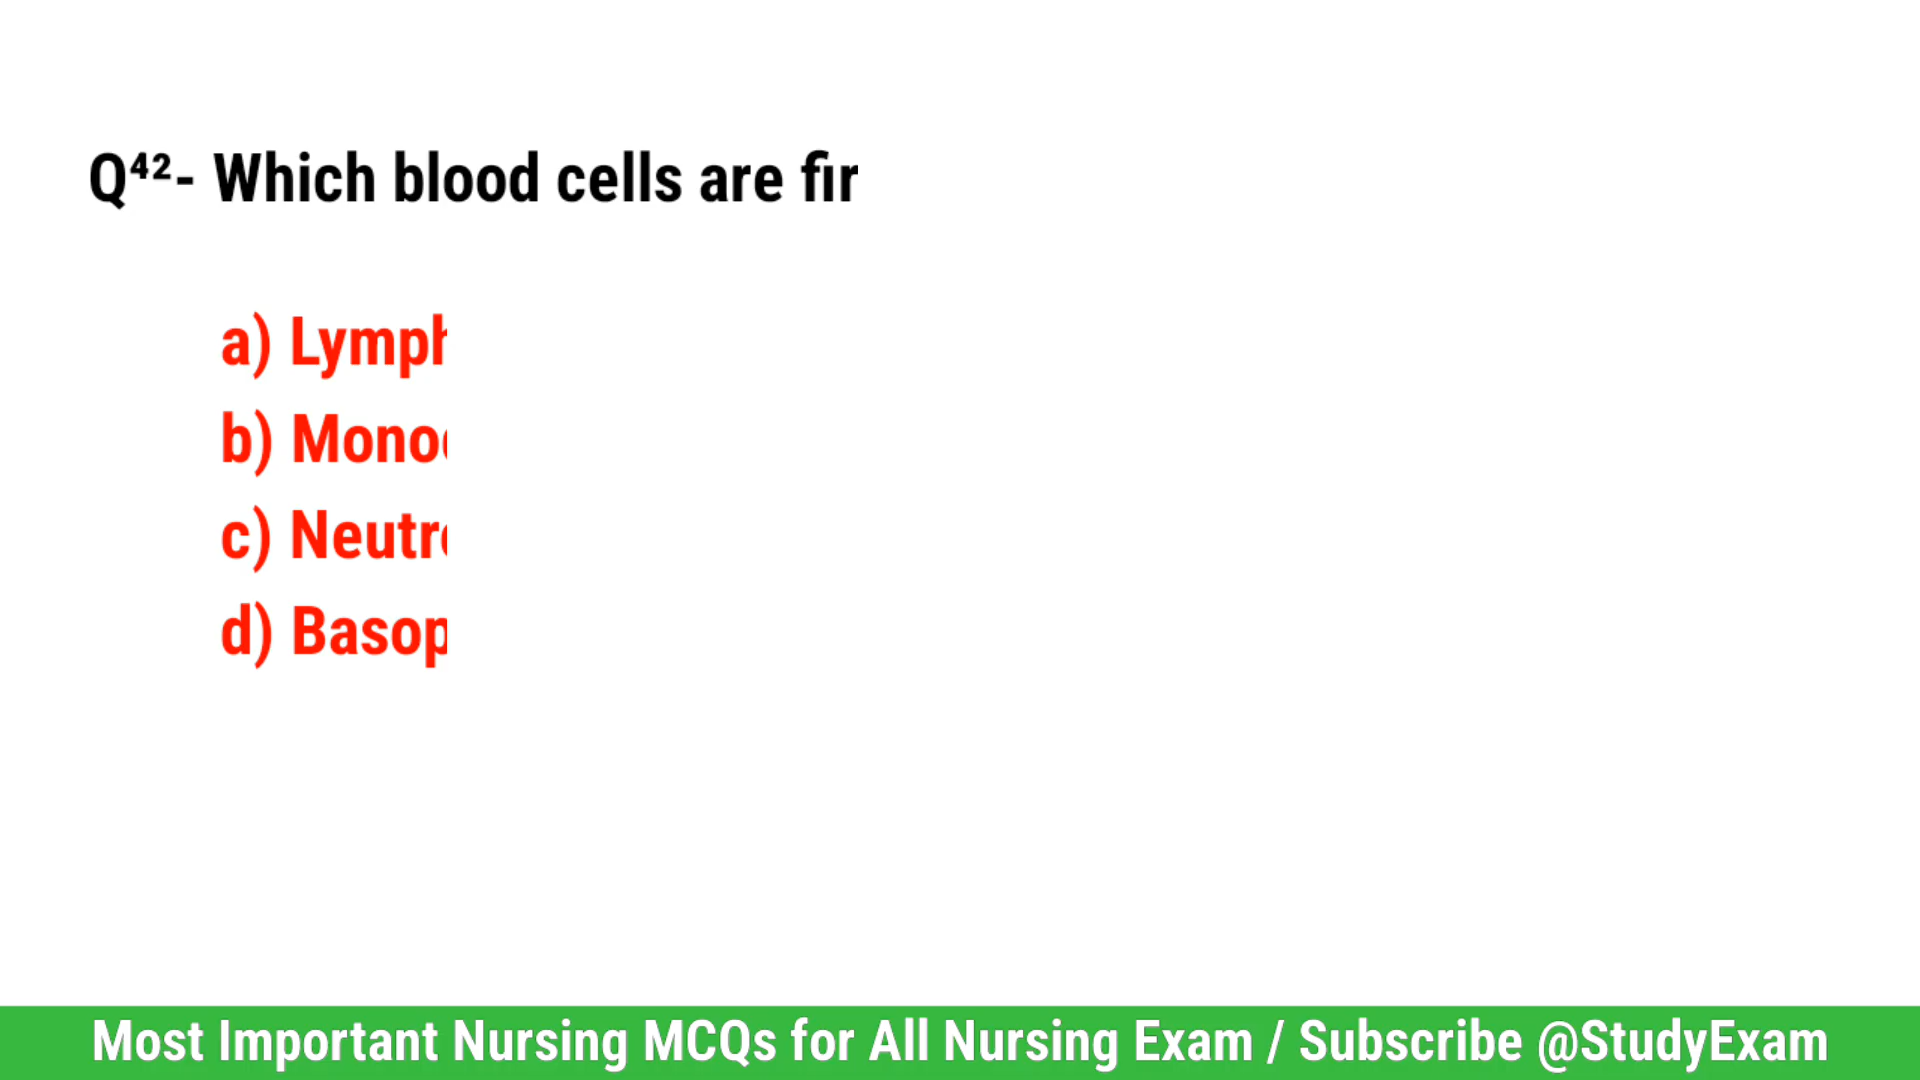 Q⁴²- Which blood cells are fir
a) Lymph
b) Mono
c) Neutr
d) Basop
Most Important Nursing MCQs for All Nursing Exam / Subscribe @StudyExam